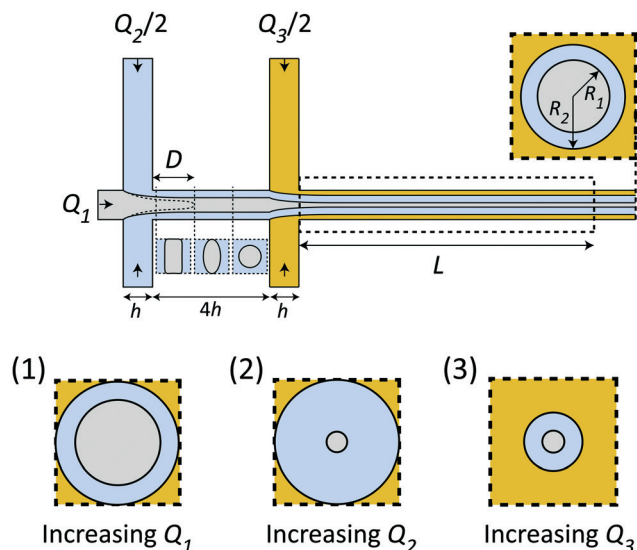 Q2/2
Q3/2
R1
R2
D
Q1
L
h
4h
h
(1)
(2)
(3)
Increasing Q1
Increasing Q2
Increasing Q3